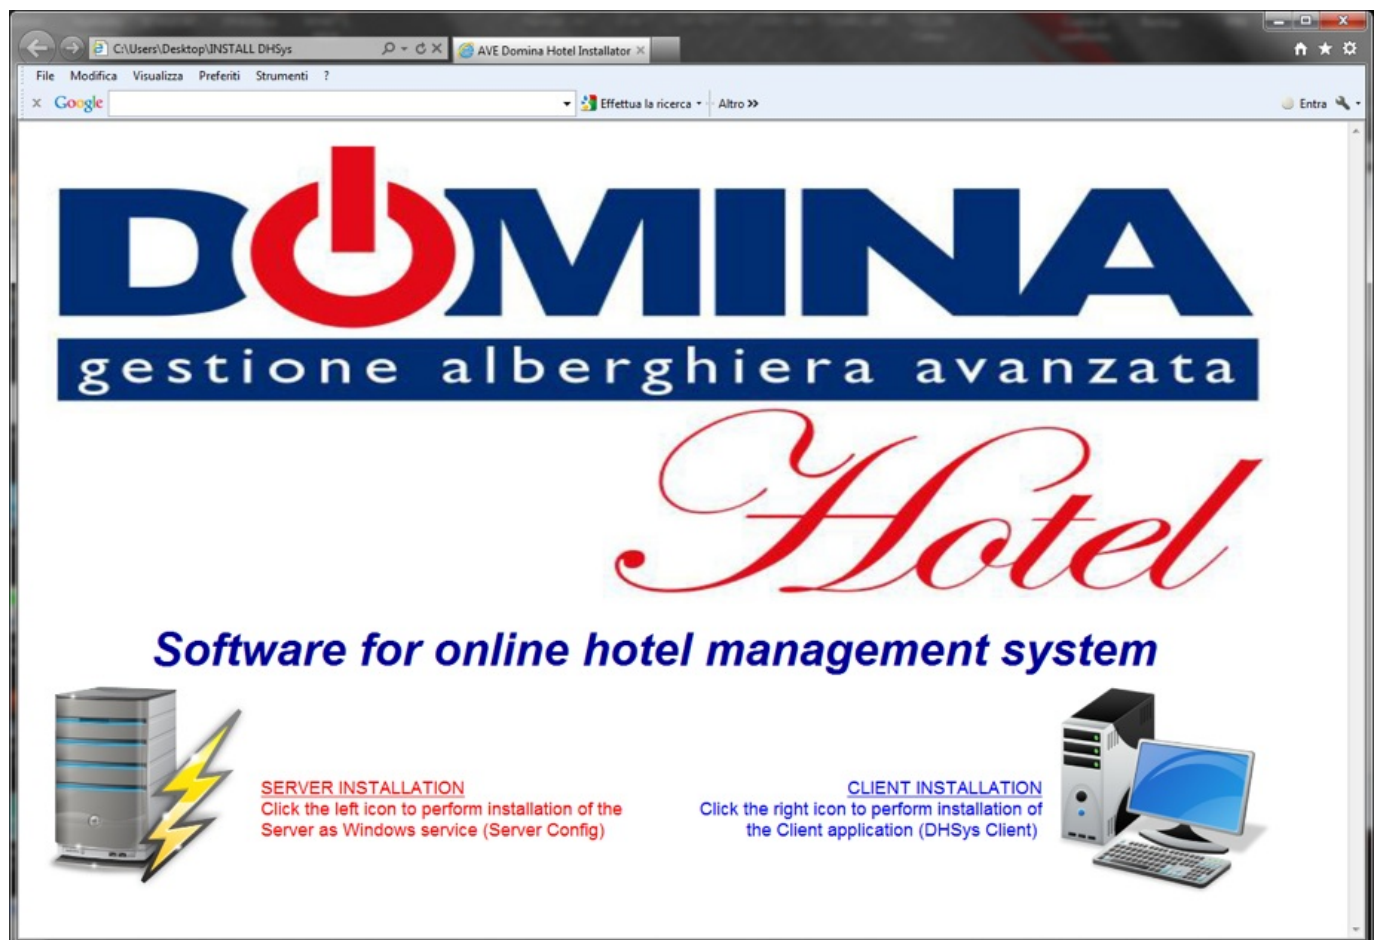 C:\Users\Desktop\INSTALL DHSys
AVE Domina Hotel Installator
File Modifica Visualizza Preferiti Strumenti ?
x Google Effettua la ricerca Altro >> Entra
DOMINA
gestione alberghiera avanzata
Hotel
Software for online hotel management system
SERVER INSTALLATION
Click the left icon to perform installation of the
Server as Windows service (Server Config)
CLIENT INSTALLATION
Click the right icon to perform installation of
the Client application (DHSys Client)